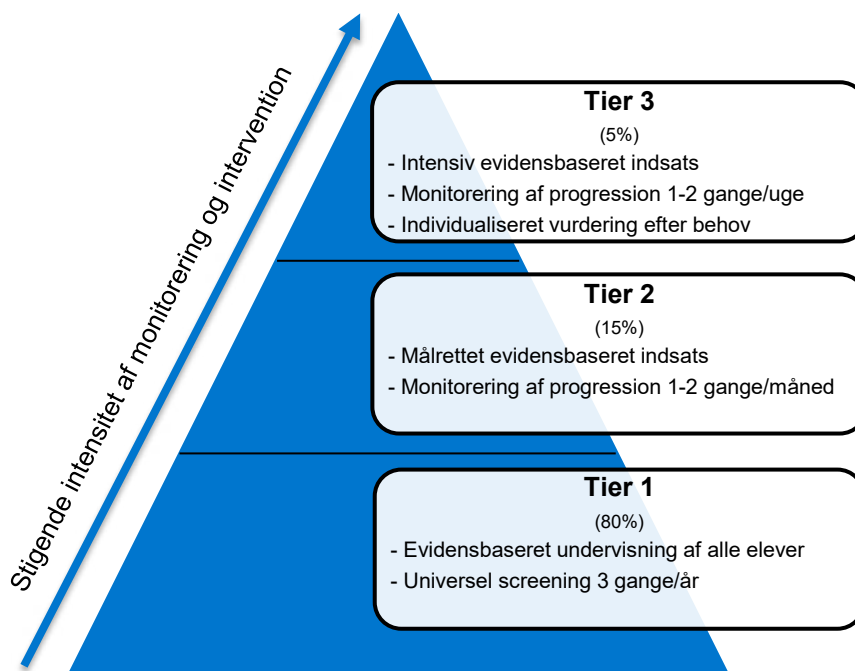 Stigende intensitet af monitorering og intervention
Tier 3
(5%)
- Intensiv evidensbaseret indsats
- Monitorering af progression 1-2 gange/uge
- Individualiseret vurdering efter behov
Tier 2
(15%)
- Målrettet evidensbaseret indsats
- Monitorering af progression 1-2 gange/måned
Tier 1
(80%)
- Evidensbaseret undervisning af alle elever
- Universel screening 3 gange/år